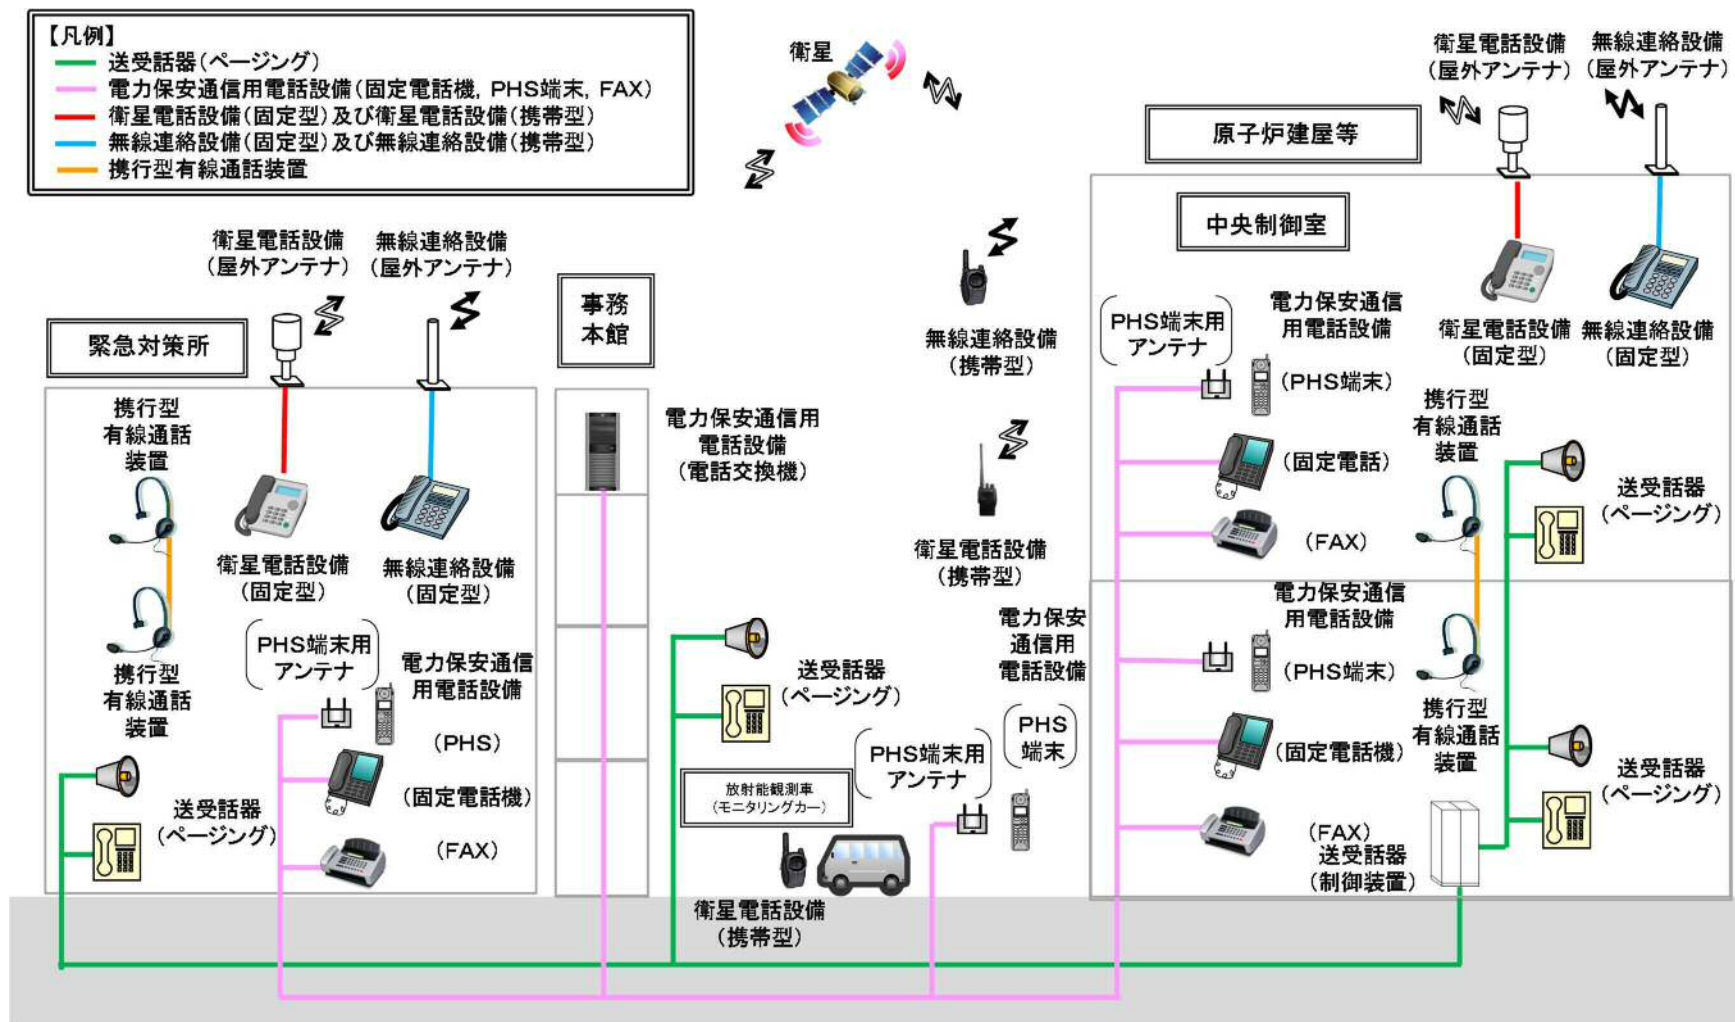 【凡例】
送受話器(ページング)
電力保安通信用電話設備(固定電話機, PHS端末, FAX)
衛星電話設備(固定型)及び衛星電話設備(携帯型)
無線連絡設備(固定型)及び無線連絡設備(携帯型)
携行型有線通話装置
衛星
衛星電話設備
(屋外アンテナ)
無線連絡設備
(屋外アンテナ)
原子炉建屋等
中央制御室
衛星電話設備
(屋外アンテナ)
無線連絡設備
(屋外アンテナ)
緊急対策所
事務
本館
無線連絡設備
(携帯型)
PHS端末用
アンテナ
電力保安通信
用電話設備
(PHS端末)
衛星電話設備
(固定型)
無線連絡設備
(固定型)
携行型
有線通話
装置
電力保安通信用
電話設備
(電話交換機)
(固定電話)
携行型
有線通話
装置
送受話器
(ページング)
(FAX)
衛星電話設備
(固定型)
無線連絡設備
(固定型)
衛星電話設備
(携帯型)
携行型
有線通話
装置
PHS端末用
アンテナ
電力保安通信
用電話設備
(PHS)
(固定電話機)
(FAX)
送受話器
(ページング)
送受話器
(ページング)
電力保安
通信用
電話設備
PHS
端末
PHS端末用
アンテナ
放射能観測車
(モニタリングカー)
衛星電話設備
(携帯型)
電力保安通信
用電話設備
(PHS端末)
(固定電話機)
(FAX)
携行型
有線通話
装置
送受話器
(ページング)
送受話器
(制御装置)